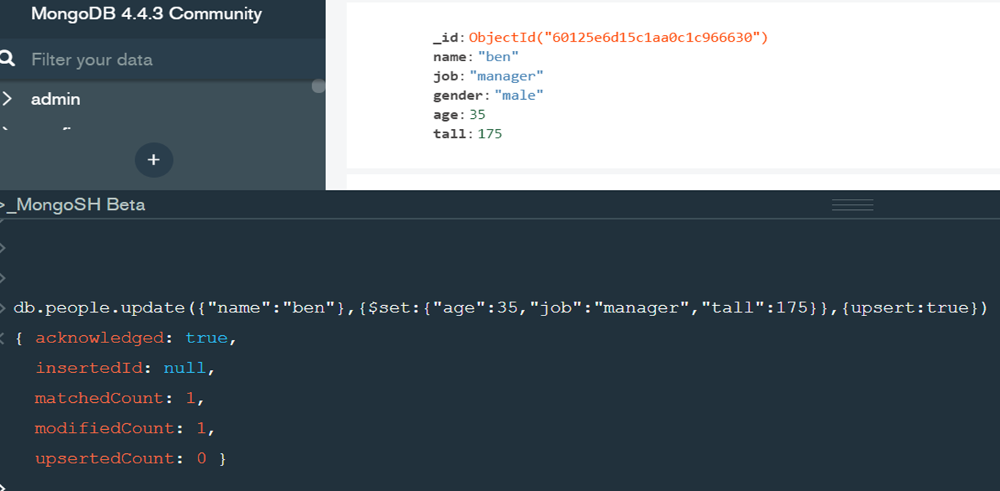 MongoDB 4.4.3 Community
Filter your data
admin
_id: ObjectId("60125e6d15c1aa0c1c966630")
name: "ben"
job: "manager"
gender: "male"
age: 35
tall: 175
>_MongoSH Beta
db.people.update({"name":"ben"},{$set:{"age":35,"job":"manager","tall":175}},{upsert:true})
{ acknowledged: true,
insertedId: null,
matchedCount: 1,
modifiedCount: 1,
upsertedCount: 0 }